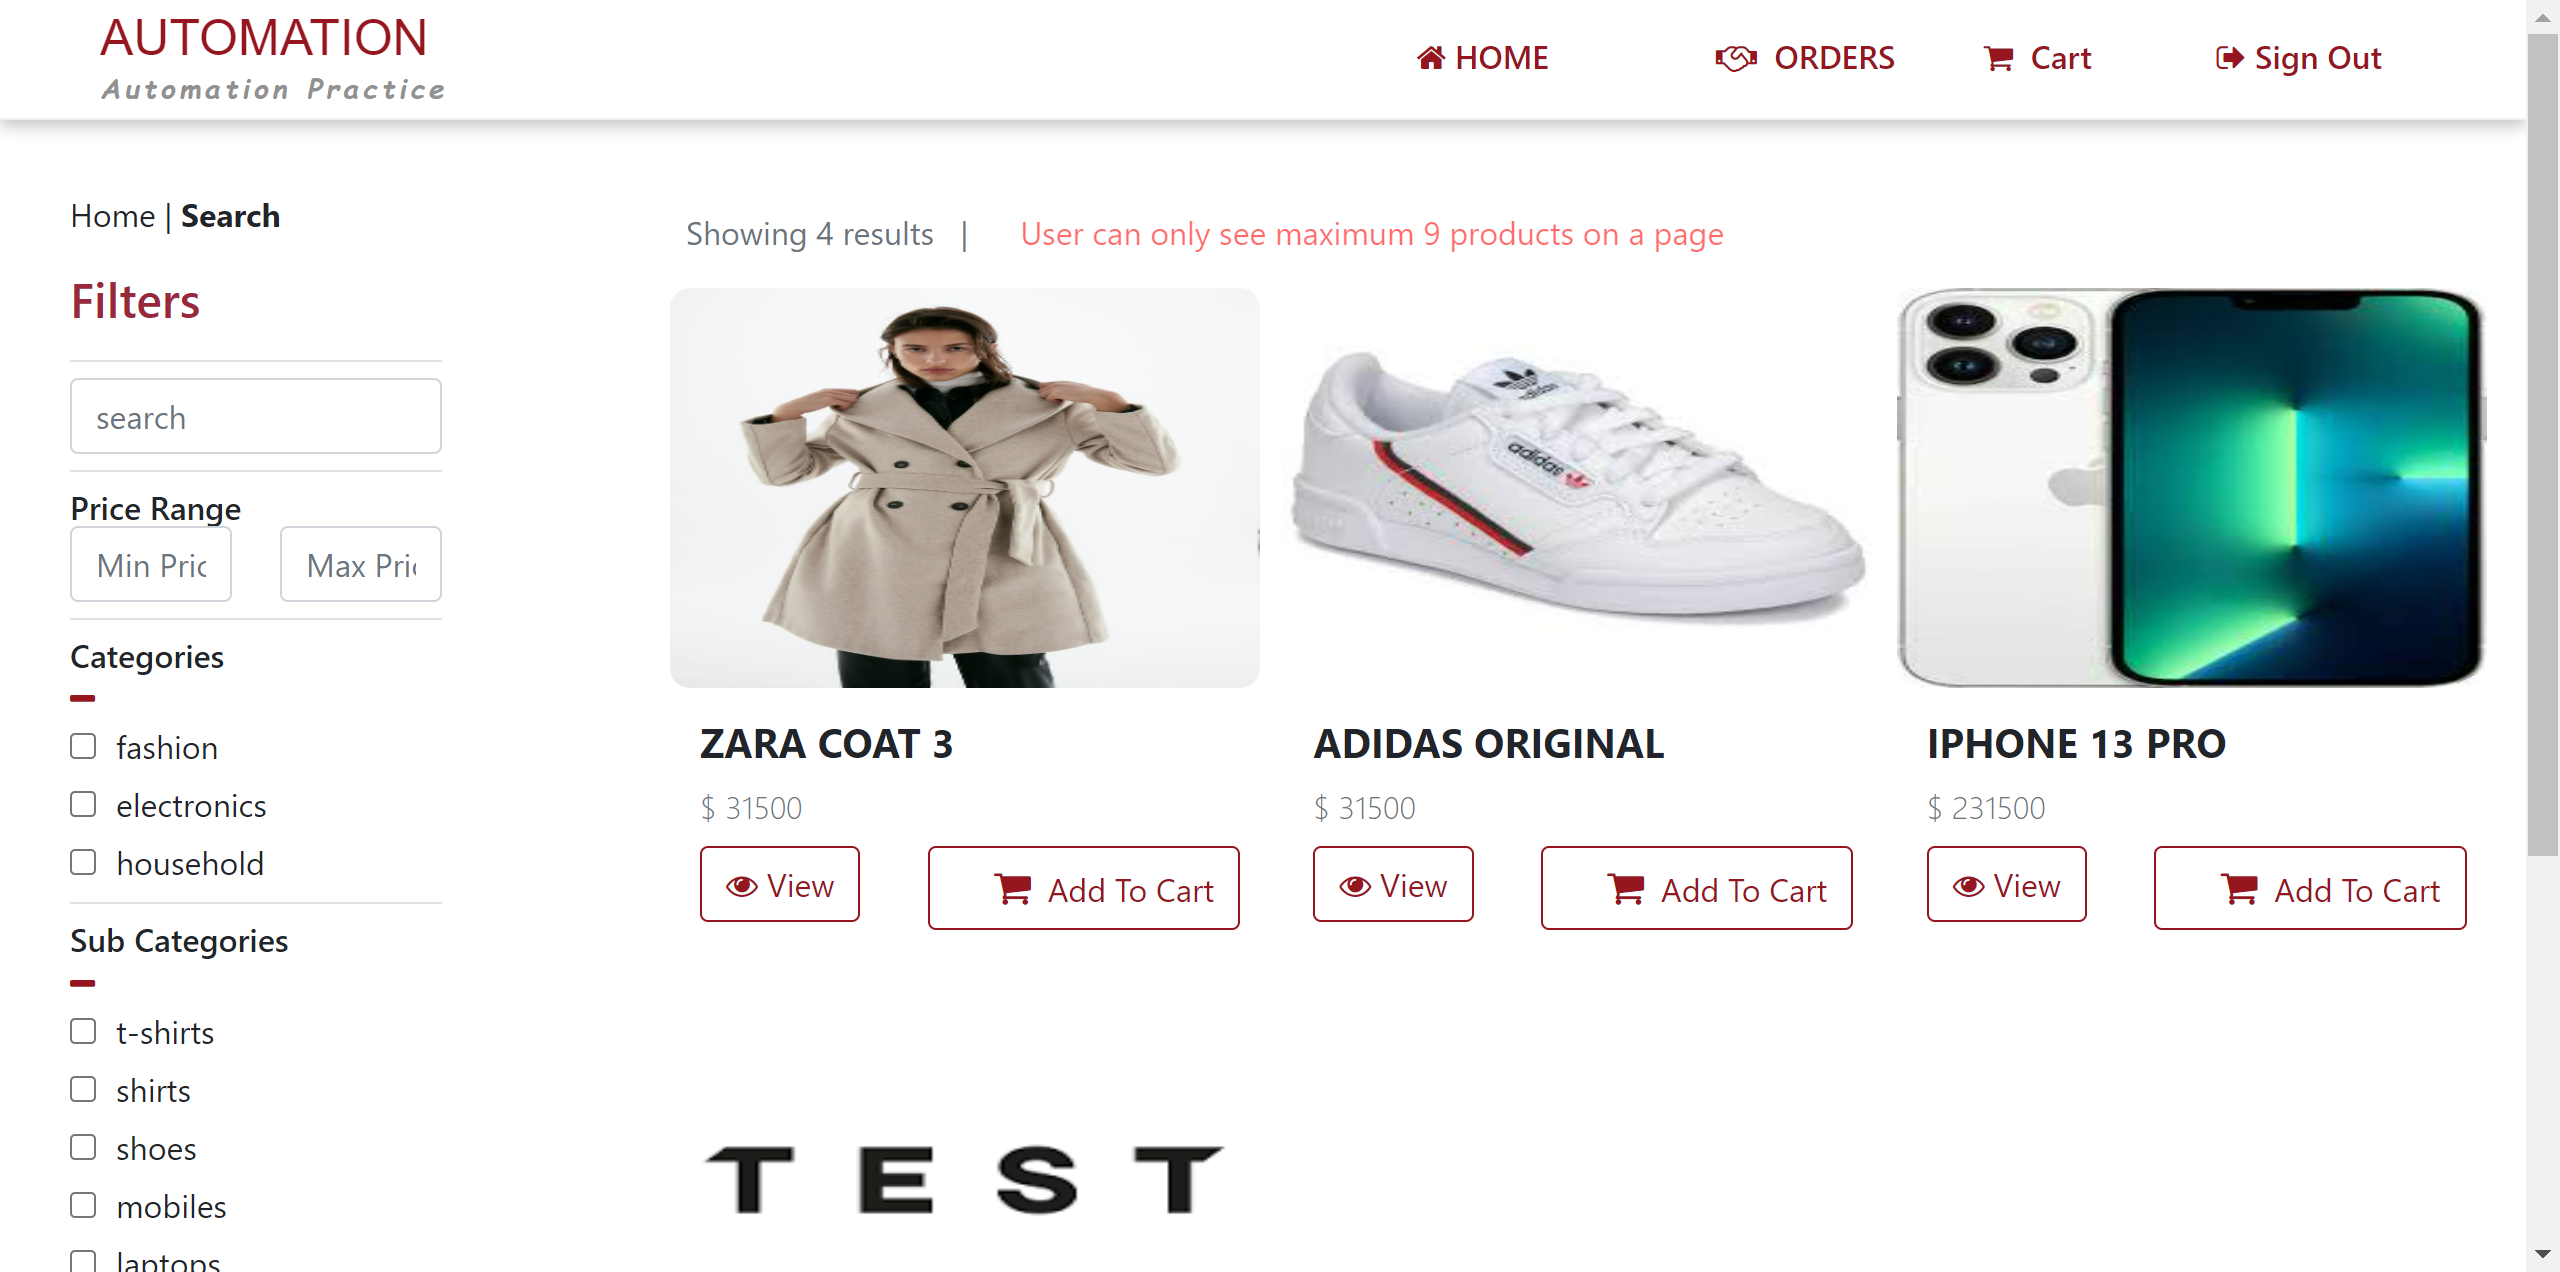 AUTOMATION
Automation Practice
HOME
ORDERS
Cart
Sign Out
Home | Search
Showing 4 results |
User can only see maximum 9 products on a page
Filters
search
Price Range
Min Pric
Max Pri
Categories
fashion
electronics
household
Sub Categories
t-shirts
shirts
shoes
mobiles
laptops
adidas
adidas
ZARA COAT 3
$ 31500
View
Add To Cart
ADIDAS ORIGINAL
$ 31500
View
Add To Cart
IPHONE 13 PRO
$ 231500
View
Add To Cart
TEST